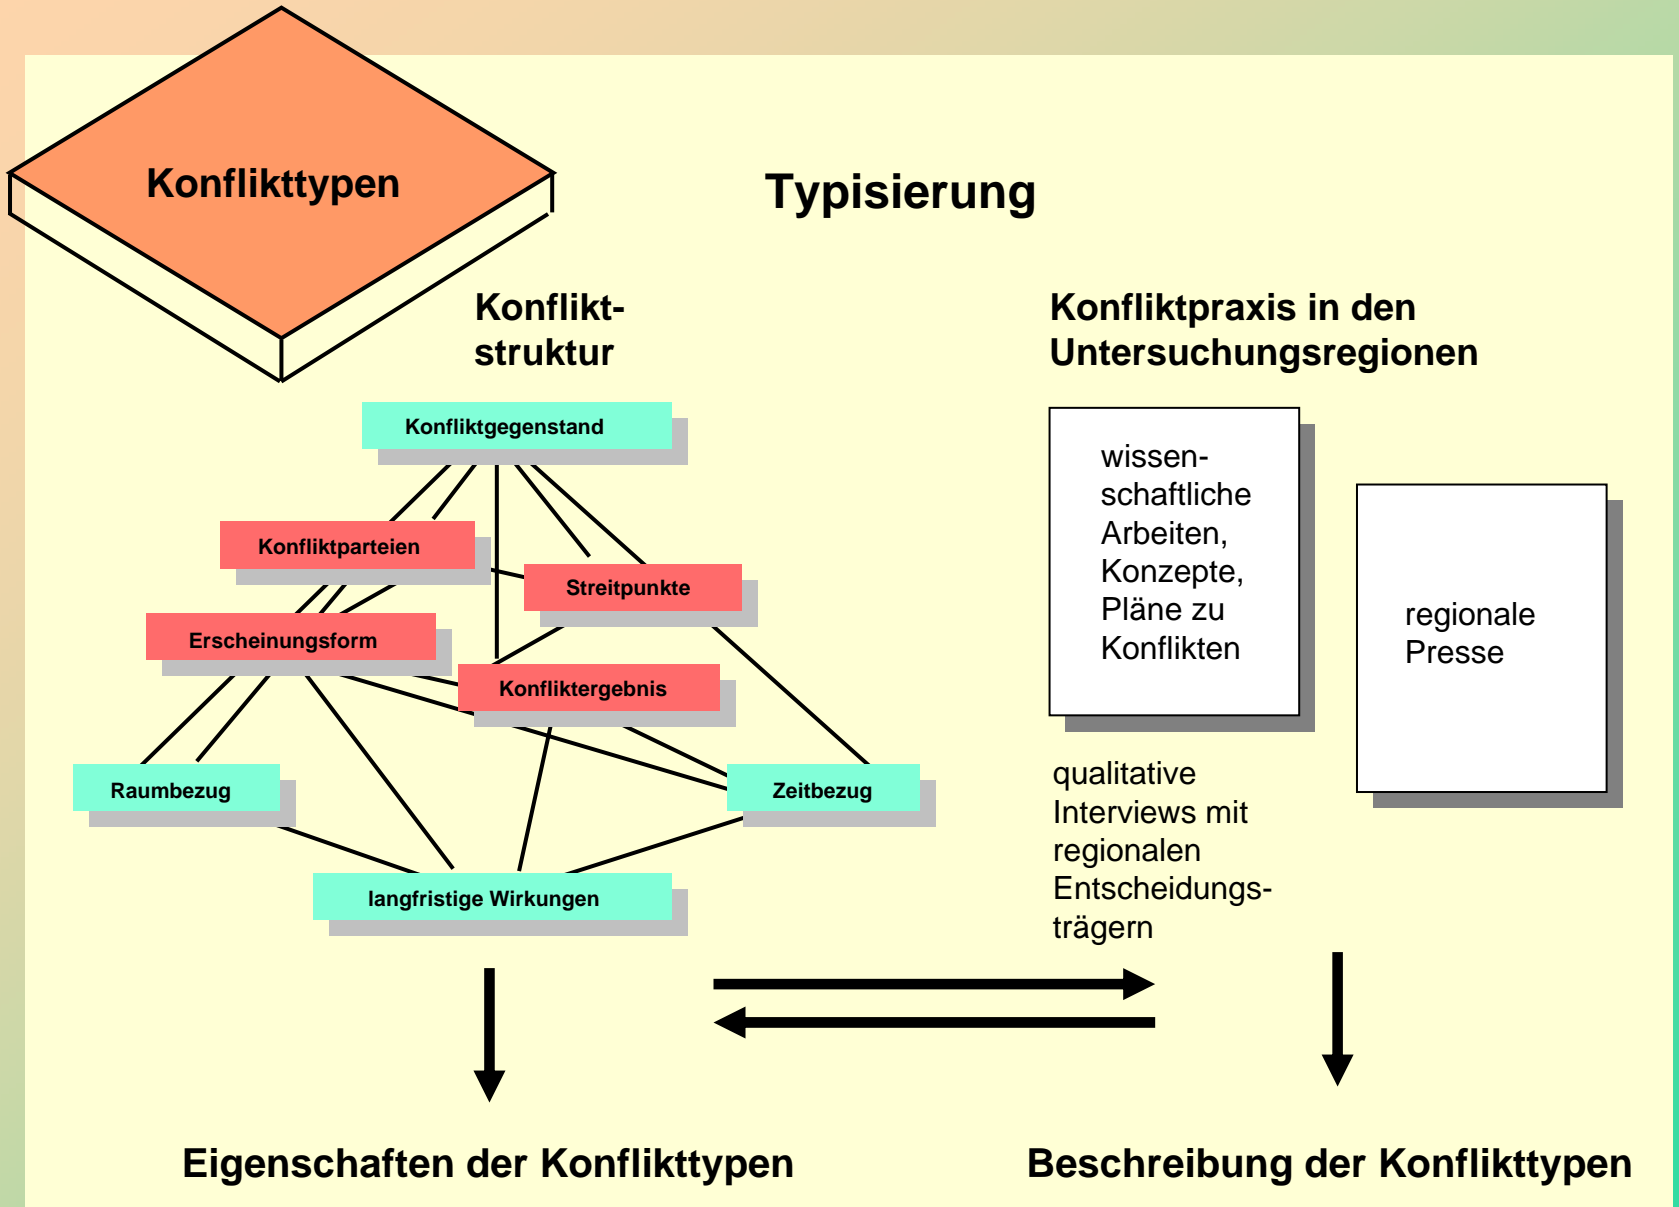 Konflikttypen
Typisierung
Konflikt-
struktur
Konfliktgegenstand
Konfliktparteien
Streitpunkte
Erscheinungsform
Konfliktergebnis
Raumbezug
Zeitbezug
langfristige Wirkungen
Konfliktpraxis in den
Untersuchungsregionen
wissen-
schaftliche
Arbeiten,
Konzepte,
Pläne zu
Konflikten
regionale
Presse
qualitative
Interviews mit
regionalen
Entscheidungs-
trägern
Eigenschaften der Konflikttypen
Beschreibung der Konflikttypen